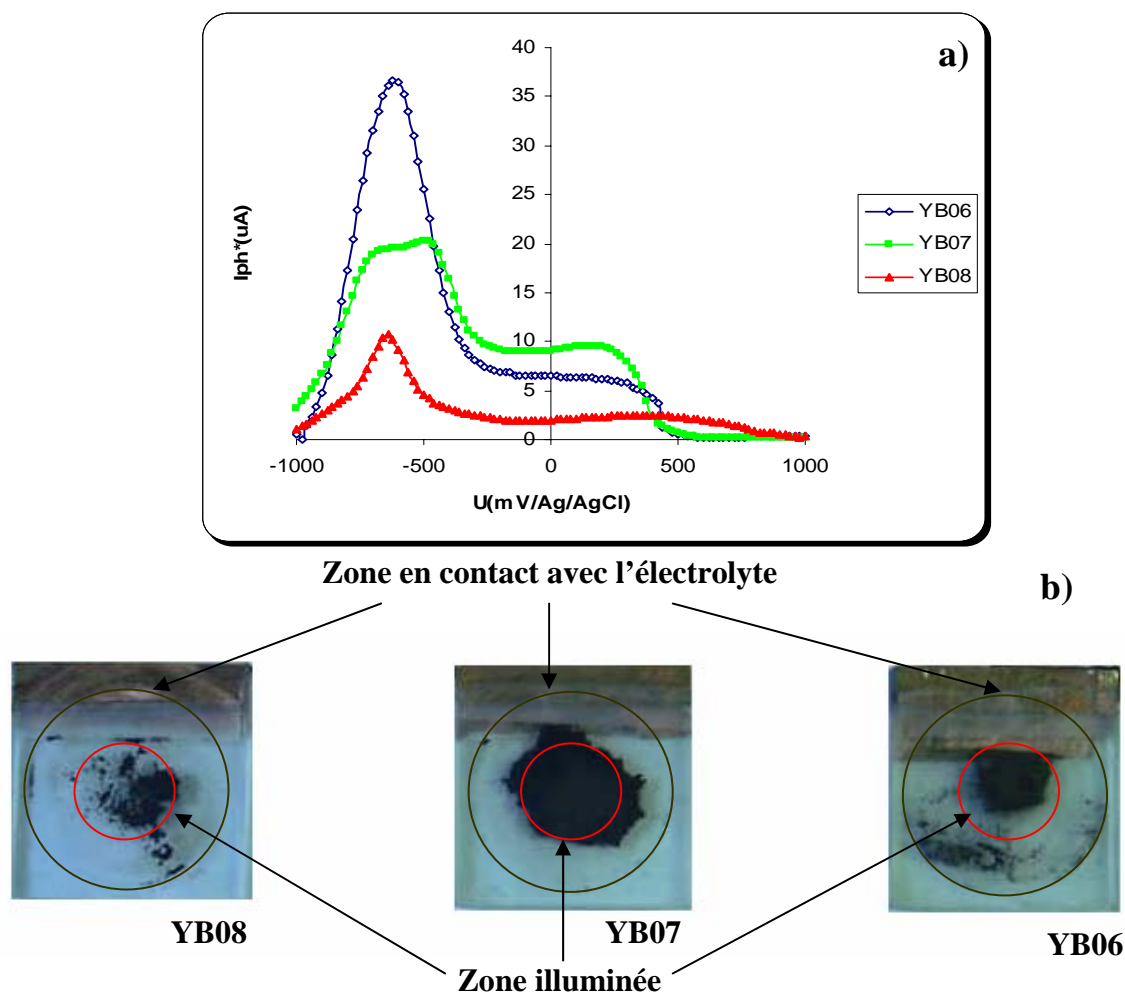 a)
40
35
30
25
20
15
10
5
0
-1000 -500 0 500 1000
Iph*(uA)
U(mV/Ag/AgCl)
YB06
YB07
YB08
Zone en contact avec l’électrolyte
b)
YB08
YB07
YB06
Zone illuminée